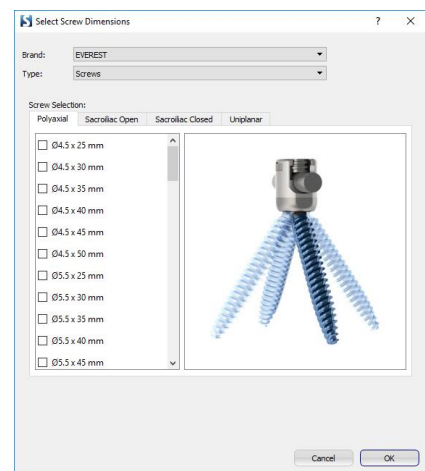 Select Screw Dimensions
Brand: EVEREST
Type: Screws
Screw Selection:
Polyaxial Sacroiliac Open Sacroiliac Closed Uniplanar
Ø4.5 x 25 mm
Ø4.5 x 30 mm
Ø4.5 x 35 mm
Ø4.5 x 40 mm
Ø4.5 x 45 mm
Ø4.5 x 50 mm
Ø5.5 x 25 mm
Ø5.5 x 30 mm
Ø5.5 x 35 mm
Ø5.5 x 40 mm
Ø5.5 x 45 mm
Cancel OK